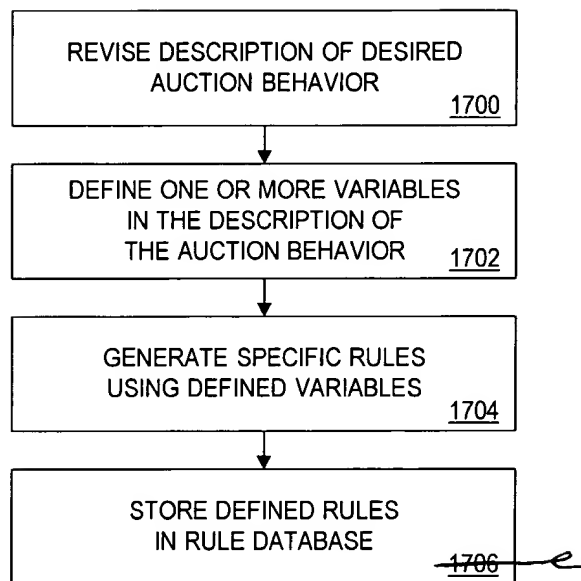 REVISE DESCRIPTION OF DESIRED
AUCTION BEHAVIOR
1700
DEFINE ONE OR MORE VARIABLES
IN THE DESCRIPTION OF
THE AUCTION BEHAVIOR
1702
GENERATE SPECIFIC RULES
USING DEFINED VARIABLES
1704
STORE DEFINED RULES
IN RULE DATABASE
1706